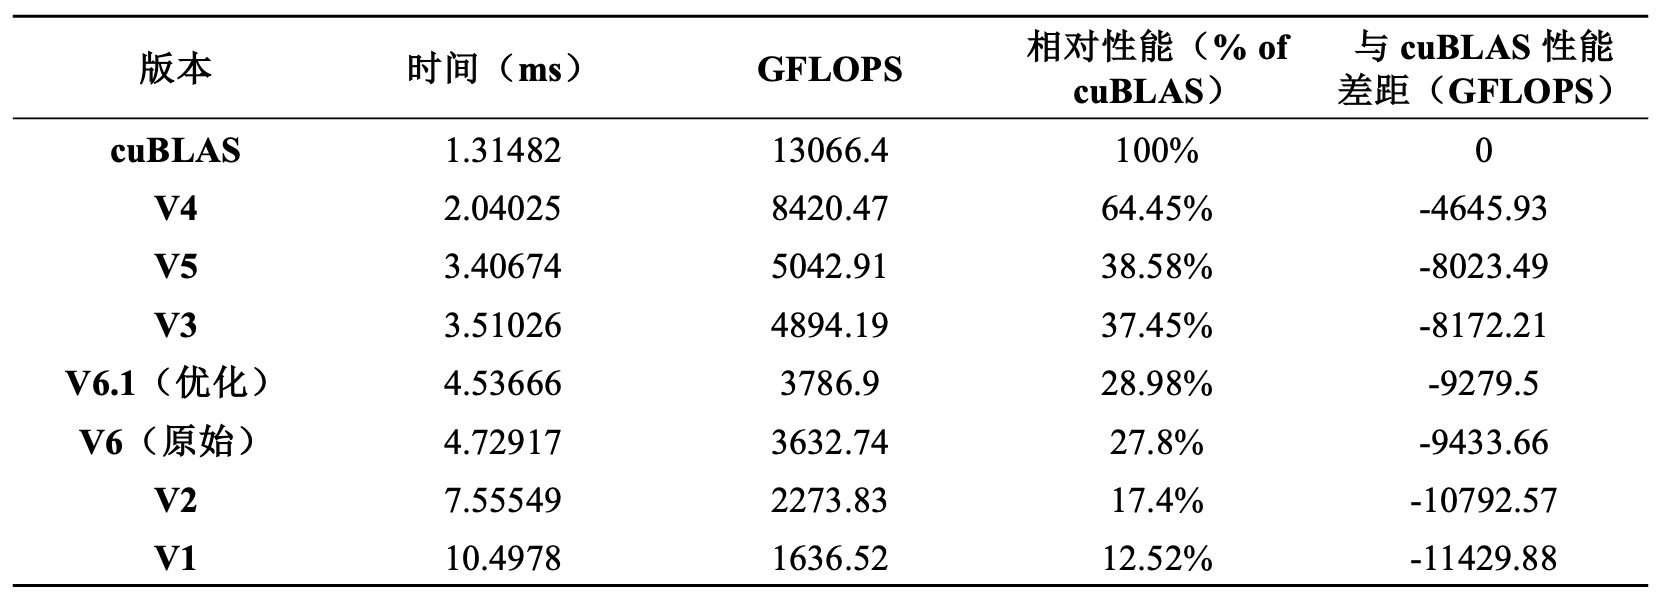 版本 时间（ms） GFLOPS 相对性能（% of cuBLAS） 与 cuBLAS 性能差距（GFLOPS）
cuBLAS 1.31482 13066.4 100% 0
V4 2.04025 8420.47 64.45% -4645.93
V5 3.40674 5042.91 38.58% -8023.49
V3 3.51026 4894.19 37.45% -8172.21
V6.1（优化） 4.53666 3786.9 28.98% -9279.5
V6（原始） 4.72917 3632.74 27.8% -9433.66
V2 7.55549 2273.83 17.4% -10792.57
V1 10.4978 1636.52 12.52% -11429.88